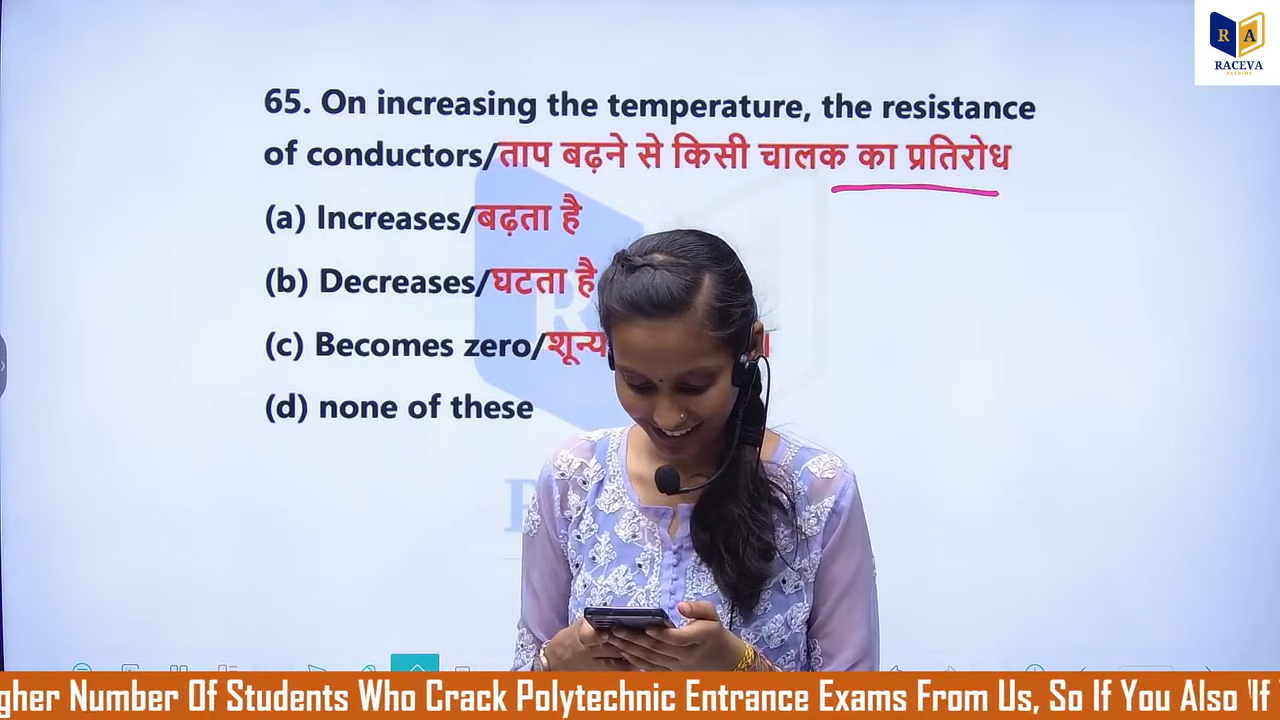 R A
RACEVA
ACADEMY
65. On increasing the temperature, the resistance
of conductors/ताप बढ़ने से किसी चालक का प्रतिरोध
(a) Increases/बढ़ता है
(b) Decreases/घटता है
(c) Becomes zero/शून्य
(d) none of these
gher Number Of Students Who Crack Polytechnic Entrance Exams From Us, So If You Also 'If